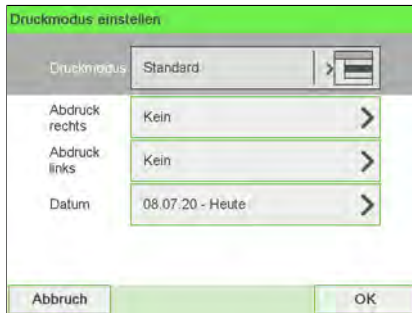 Druckmodus einstellen
Druckmodus Standard
Abdruck rechts Kein
Abdruck links Kein
Datum 08.07.20 - Heute
Abbruch OK